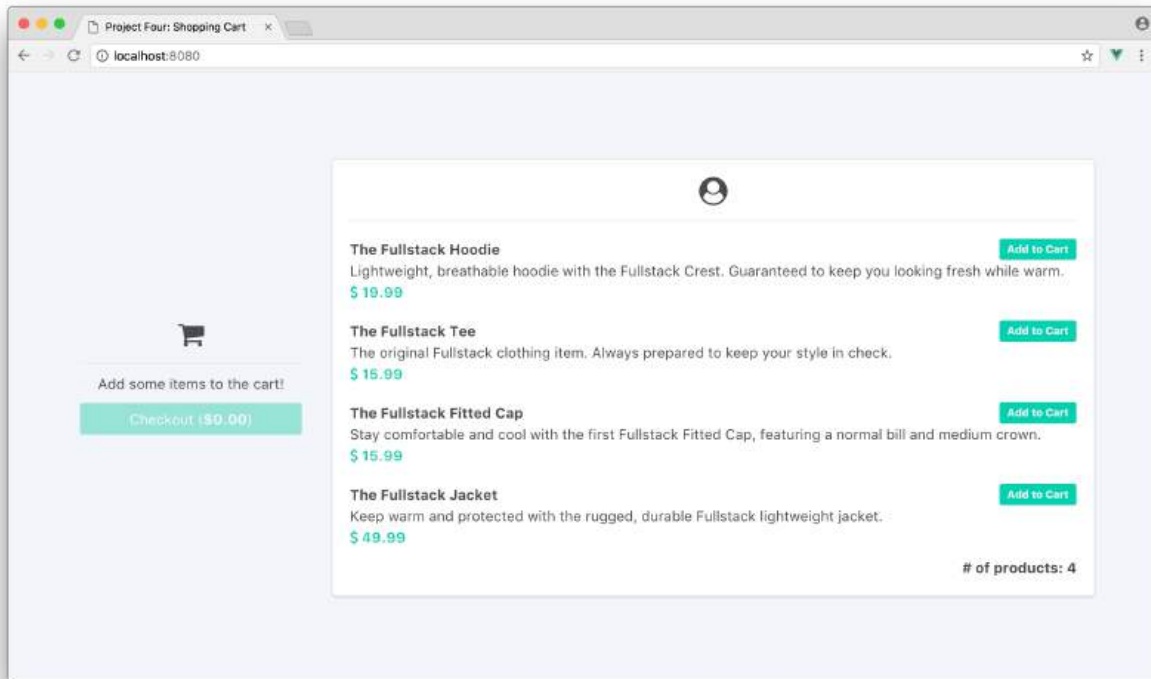 Project Four: Shopping Cart
localhost:8080
Add some items to the cart!
Checkout ($0.00)
The Fullstack Hoodie
Add to Cart
Lightweight, breathable hoodie with the Fullstack Crest. Guaranteed to keep you looking fresh while warm.
$ 19.99
The Fullstack Tee
Add to Cart
The original Fullstack clothing item. Always prepared to keep your style in check.
$ 15.99
The Fullstack Fitted Cap
Add to Cart
Stay comfortable and cool with the first Fullstack Fitted Cap, featuring a normal bill and medium crown.
$ 15.99
The Fullstack Jacket
Add to Cart
Keep warm and protected with the rugged, durable Fullstack lightweight jacket.
$ 49.99
# of products: 4